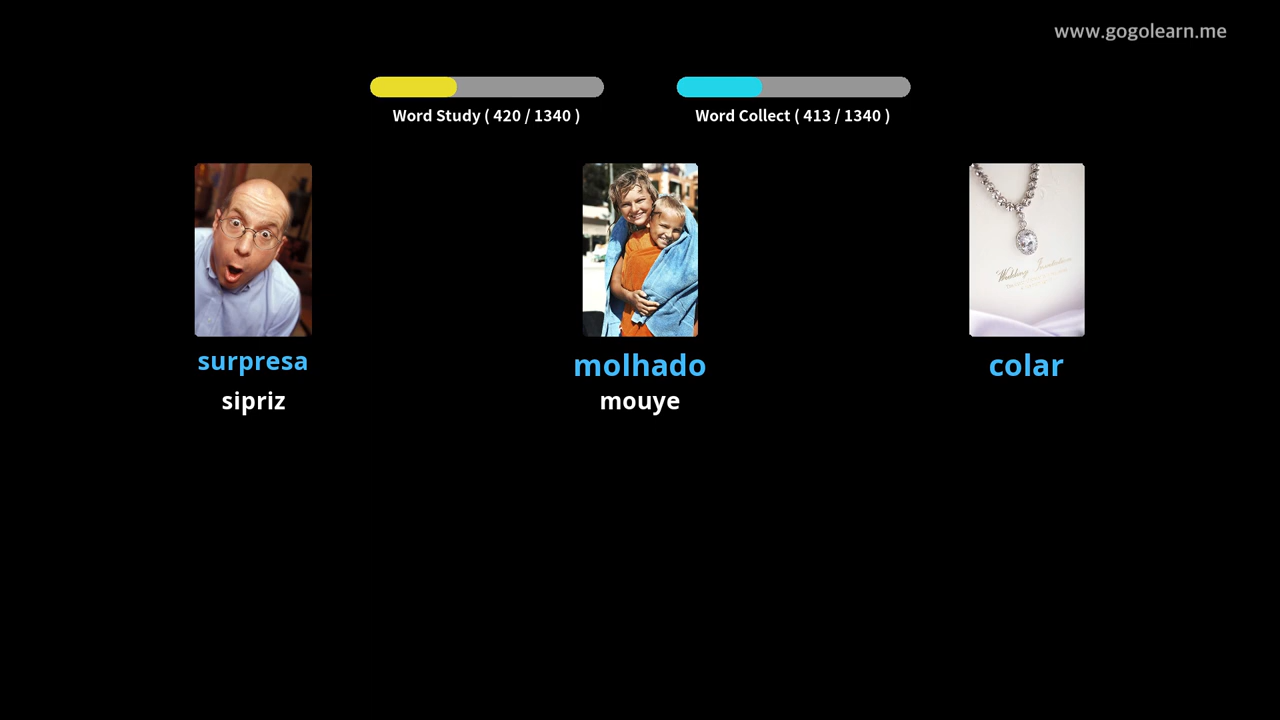 www.gogolearn.me
Word Study ( 420 / 1340 )
Word Collect ( 413 / 1340 )
surpresa
molhado
colar
sipriz
mouye